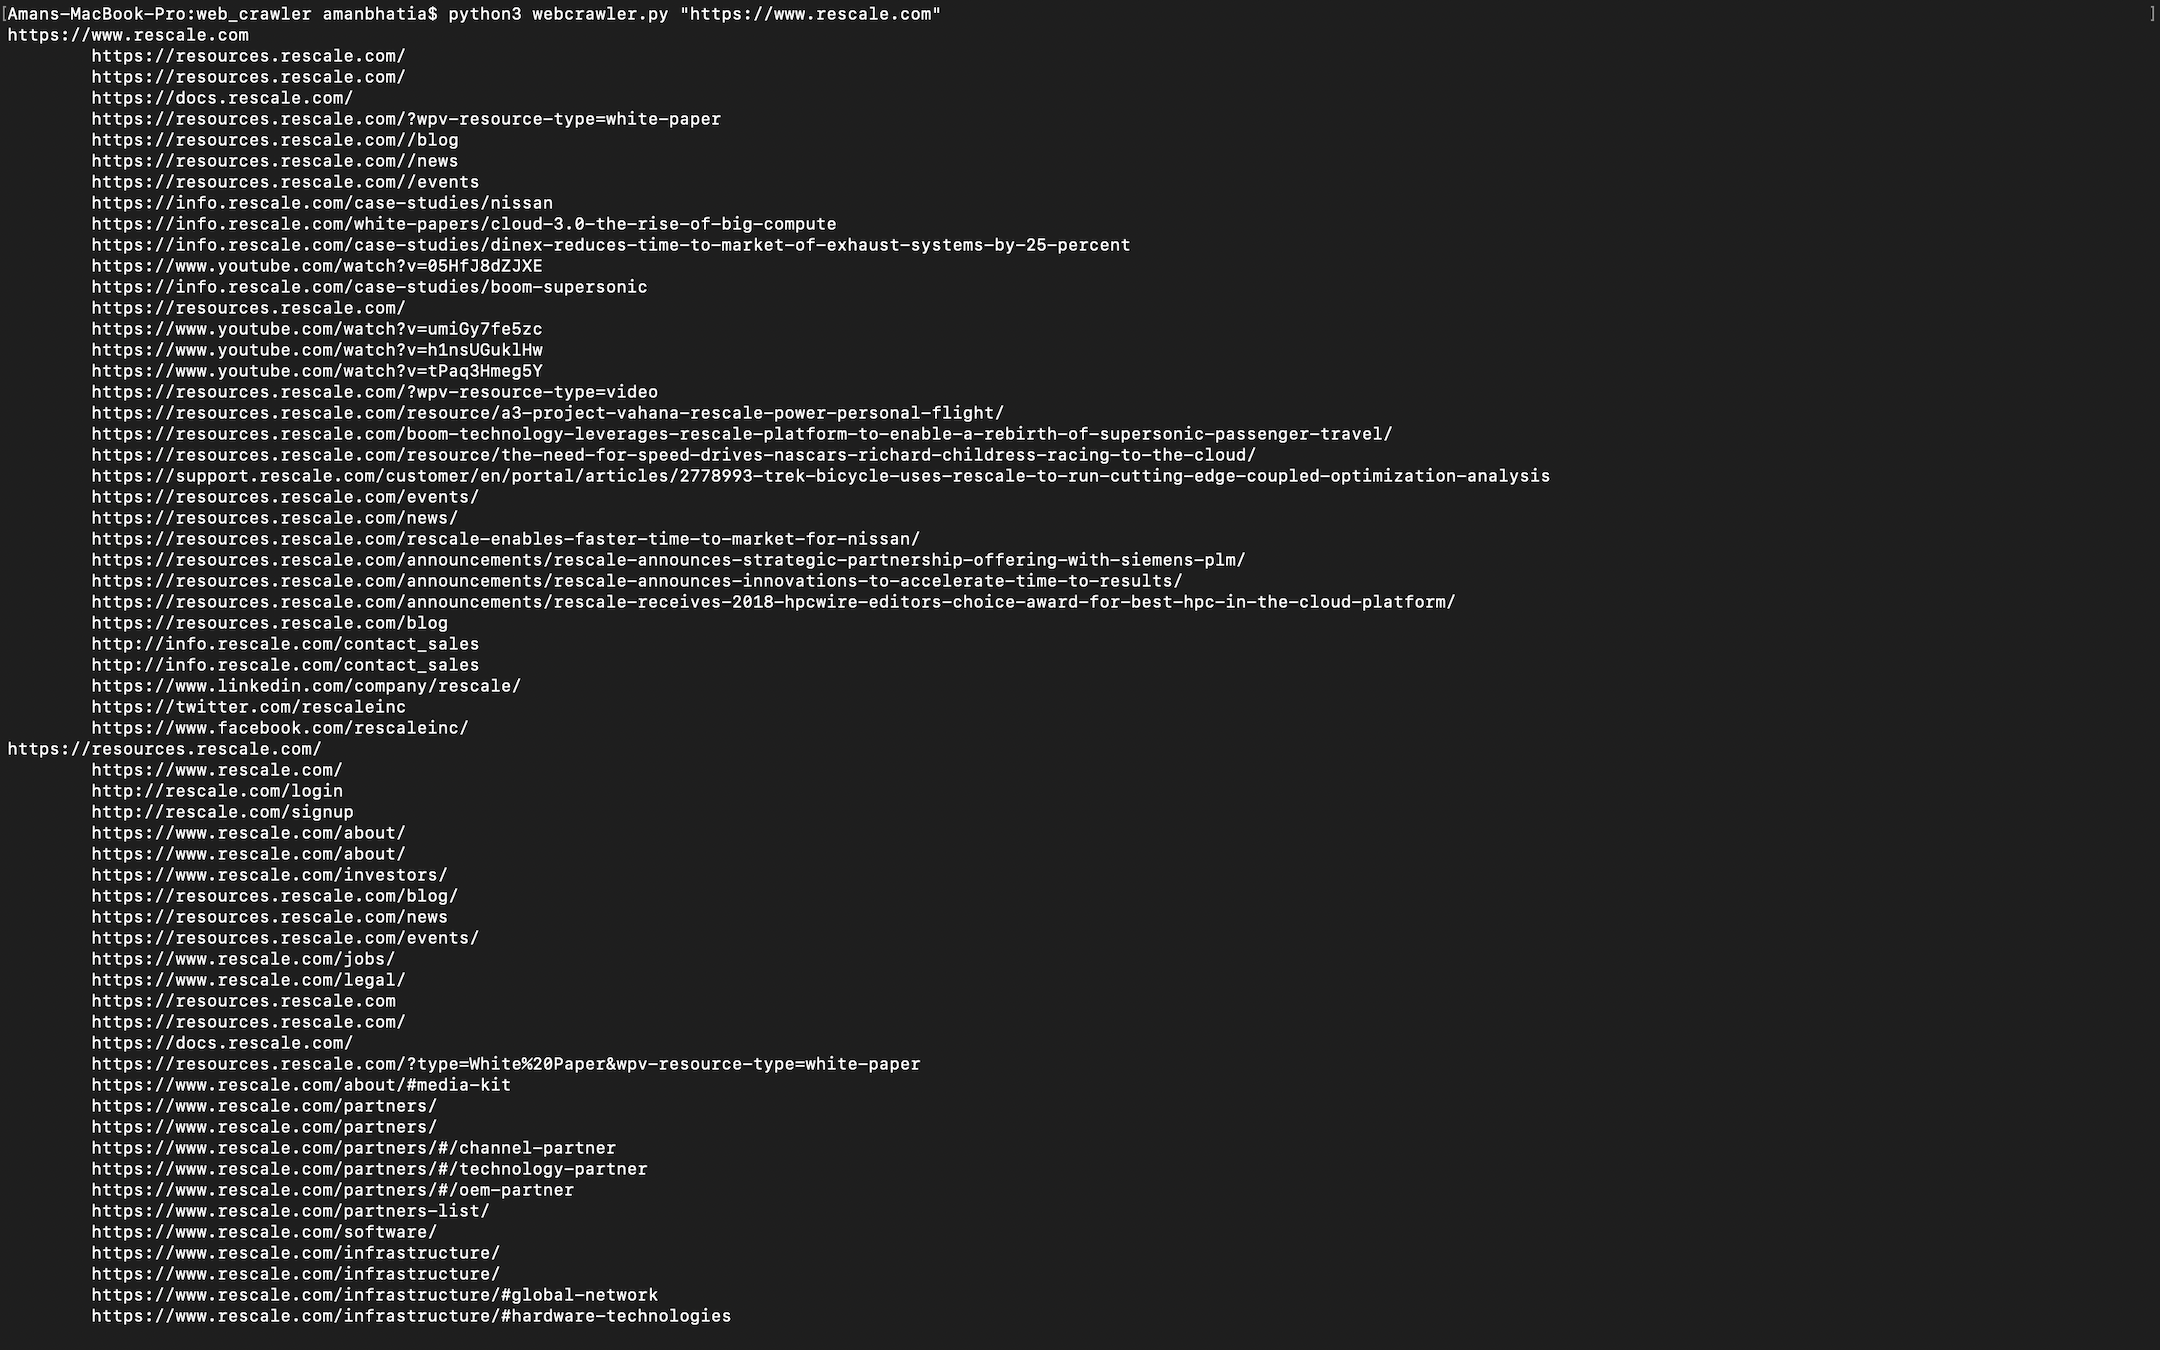 [Amans-MacBook-Pro:web_crawler amanbhatia$ python3 webcrawler.py "https://www.rescale.com" ]
https://www.rescale.com
https://resources.rescale.com/
https://resources.rescale.com/
https://docs.rescale.com/
https://resources.rescale.com/?wpv-resource-type=white-paper
https://resources.rescale.com//blog
https://resources.rescale.com//news
https://resources.rescale.com//events
https://info.rescale.com/case-studies/nissan
https://info.rescale.com/white-papers/cloud-3.0-the-rise-of-big-compute
https://info.rescale.com/case-studies/dinex-reduces-time-to-market-of-exhaust-systems-by-25-percent
https://www.youtube.com/watch?v=05HfJ8dZJXE
https://info.rescale.com/case-studies/boom-supersonic
https://resources.rescale.com/
https://www.youtube.com/watch?v=umiGy7fe5zc
https://www.youtube.com/watch?v=h1nsUGuklHw
https://www.youtube.com/watch?v=tPaq3Hmeg5Y
https://resources.rescale.com/?wpv-resource-type=video
https://resources.rescale.com/resource/a3-project-vahana-rescale-power-personal-flight/
https://resources.rescale.com/boom-technology-leverages-rescale-platform-to-enable-a-rebirth-of-supersonic-passenger-travel/
https://resources.rescale.com/resource/the-need-for-speed-drives-nascars-richard-childress-racing-to-the-cloud/
https://support.rescale.com/customer/en/portal/articles/2778993-trek-bicycle-uses-rescale-to-run-cutting-edge-coupled-optimization-analysis
https://resources.rescale.com/events/
https://resources.rescale.com/news/
https://resources.rescale.com/rescale-enables-faster-time-to-market-for-nissan/
https://resources.rescale.com/announcements/rescale-announces-strategic-partnership-offering-with-siemens-plm/
https://resources.rescale.com/announcements/rescale-announces-innovations-to-accelerate-time-to-results/
https://resources.rescale.com/announcements/rescale-receives-2018-hpcwire-editors-choice-award-for-best-hpc-in-the-cloud-platform/
https://resources.rescale.com/blog
http://info.rescale.com/contact_sales
http://info.rescale.com/contact_sales
https://www.linkedin.com/company/rescale/
https://twitter.com/rescaleinc
https://www.facebook.com/rescaleinc/
https://resources.rescale.com/
https://www.rescale.com/
http://rescale.com/login
http://rescale.com/signup
https://www.rescale.com/about/
https://www.rescale.com/about/
https://www.rescale.com/investors/
https://resources.rescale.com/blog/
https://resources.rescale.com/news
https://resources.rescale.com/events/
https://www.rescale.com/jobs/
https://www.rescale.com/legal/
https://resources.rescale.com
https://resources.rescale.com/
https://docs.rescale.com/
https://resources.rescale.com/?type=White%20Paper&wpv-resource-type=white-paper
https://www.rescale.com/about/#media-kit
https://www.rescale.com/partners/
https://www.rescale.com/partners/
https://www.rescale.com/partners/#/channel-partner
https://www.rescale.com/partners/#/technology-partner
https://www.rescale.com/partners/#/oem-partner
https://www.rescale.com/partners-list/
https://www.rescale.com/software/
https://www.rescale.com/infrastructure/
https://www.rescale.com/infrastructure/
https://www.rescale.com/infrastructure/#global-network
https://www.rescale.com/infrastructure/#hardware-technologies